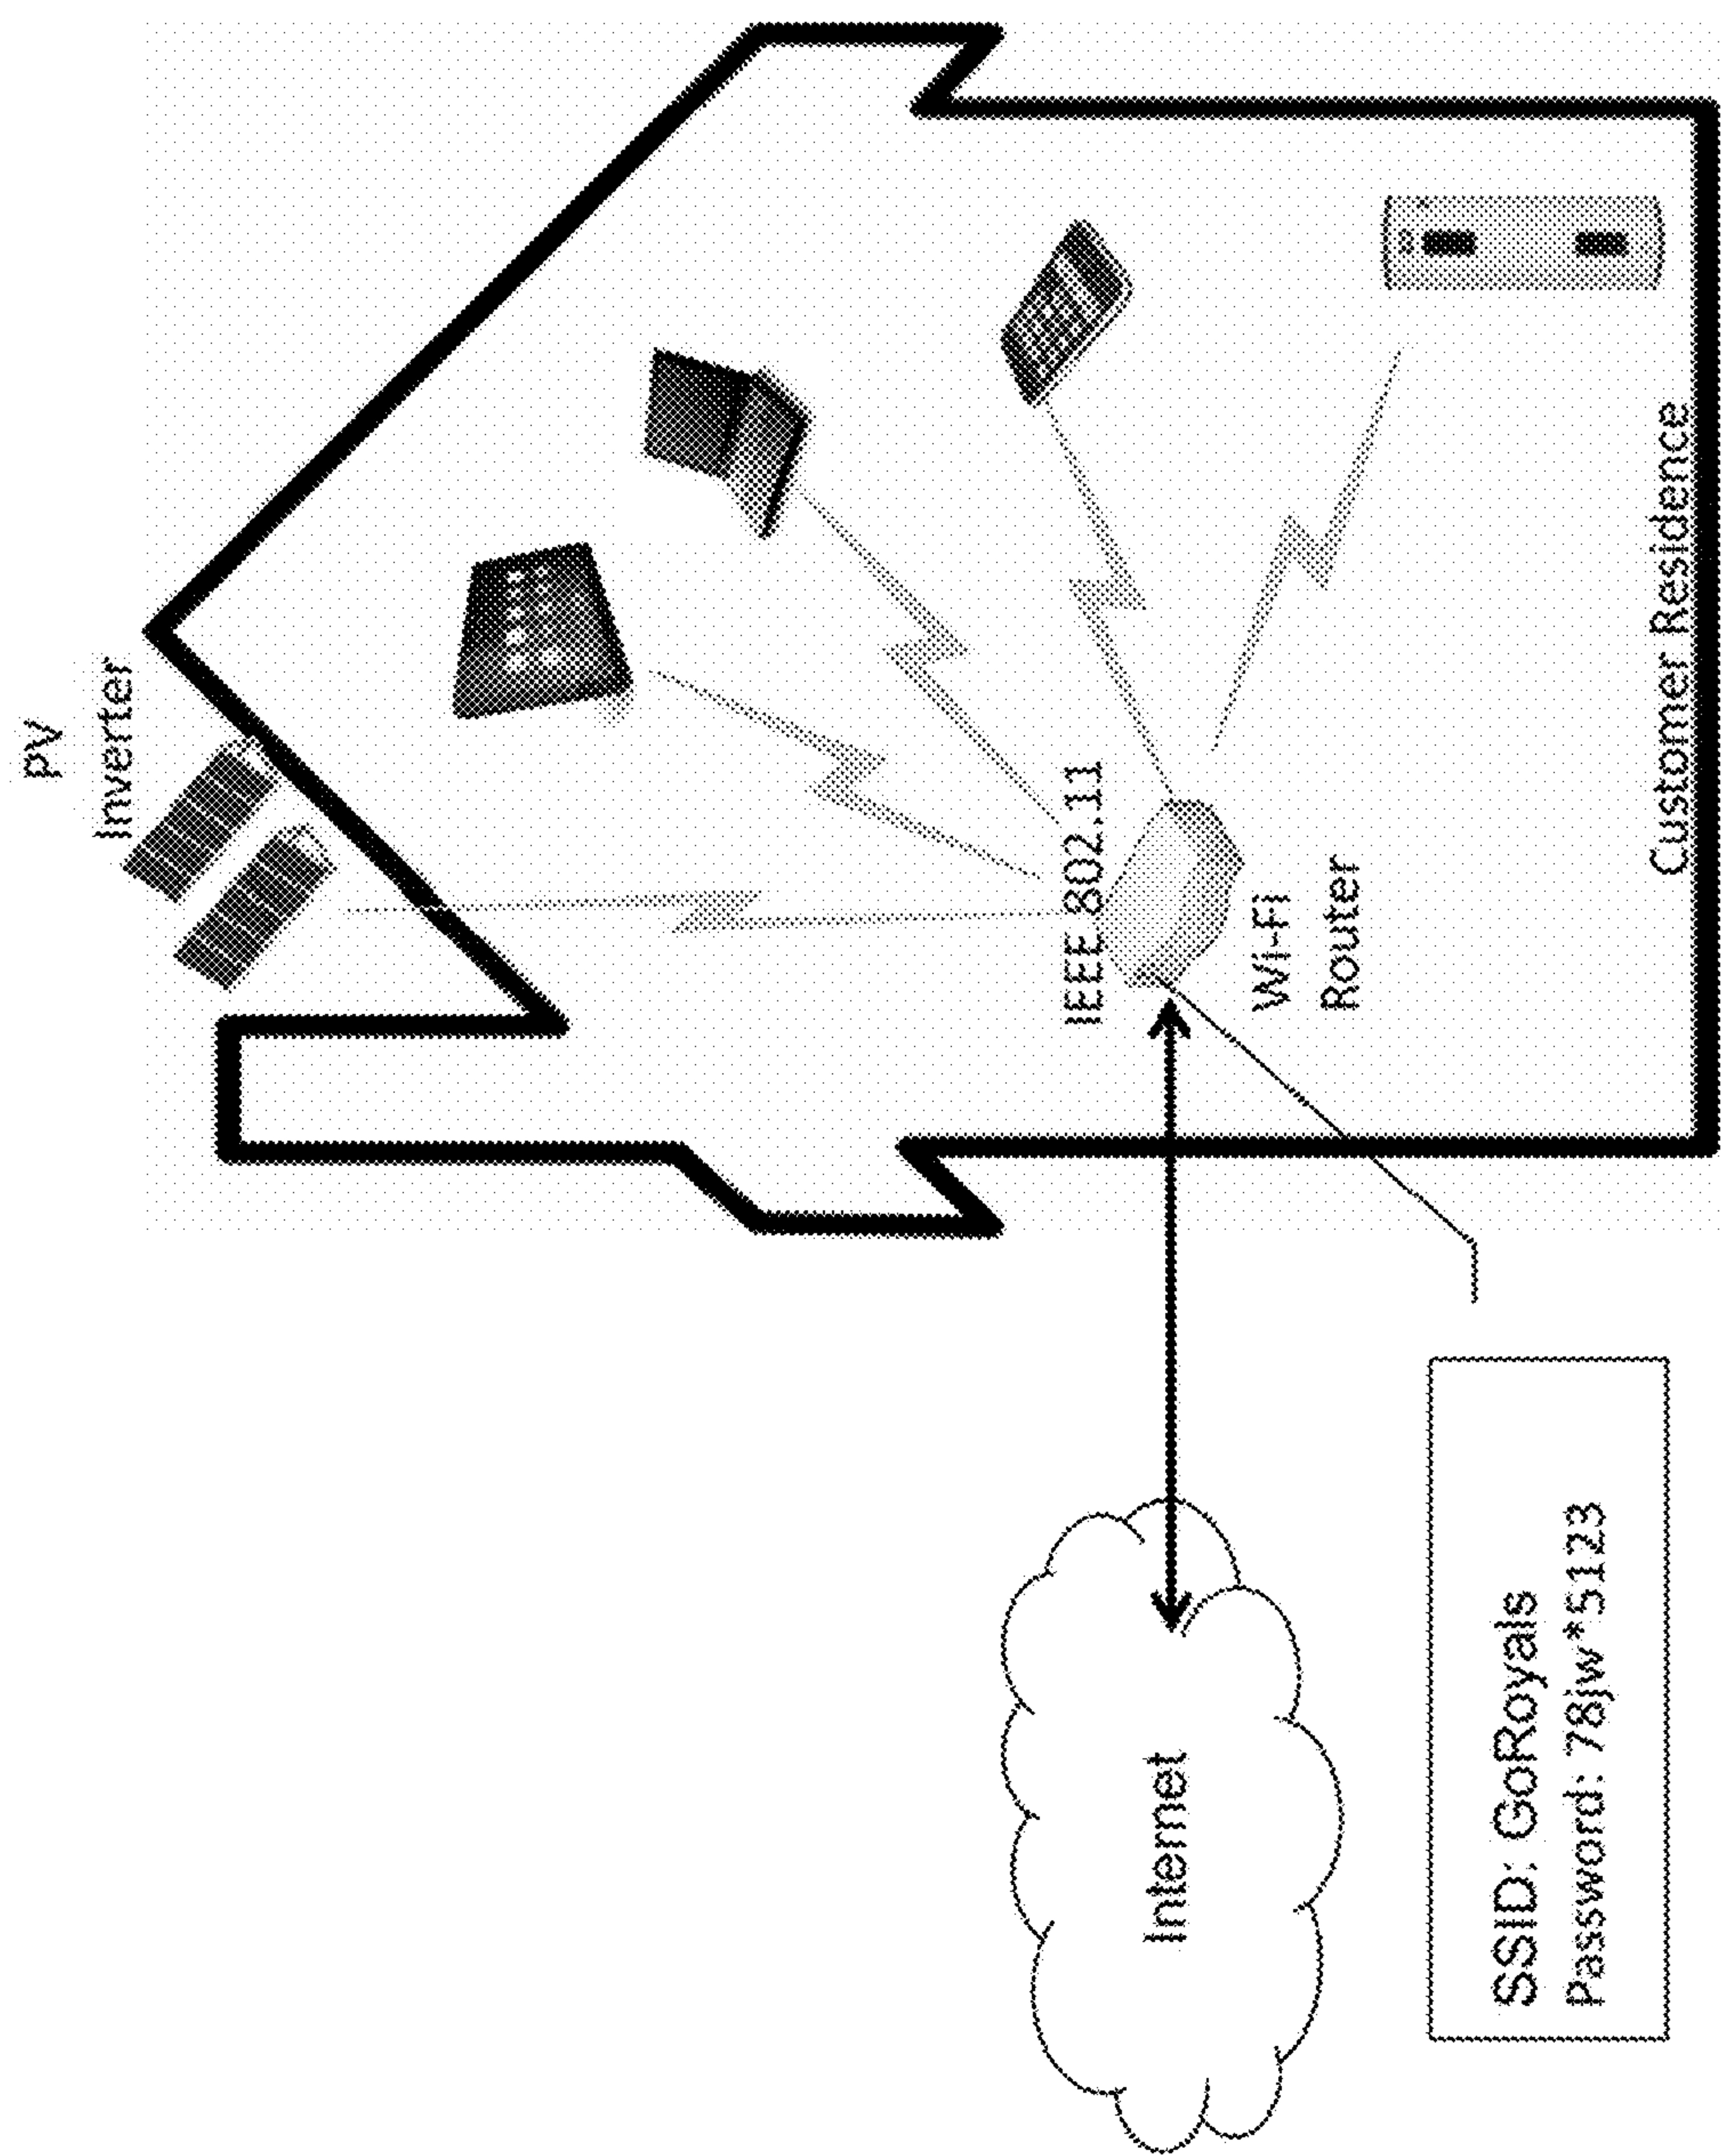 PV
Inverter
IEEE 802.11
Wi-Fi
Router
Internet
Customer Residence
SSID: GoRoyals
Password: 78jw*5123